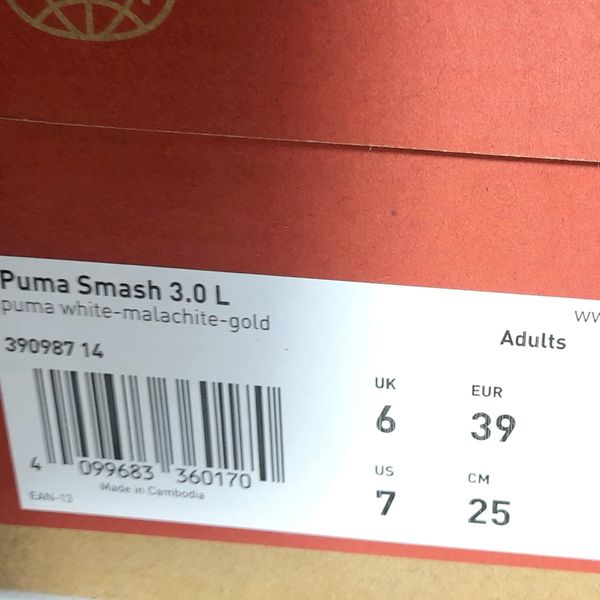 Puma Smash 3.0 L
puma white-malachite-gold
390987 14
4 099683 360170
Made in Cambodia
EAN-13
Adults
UK EUR
6 39
US CM
7 25